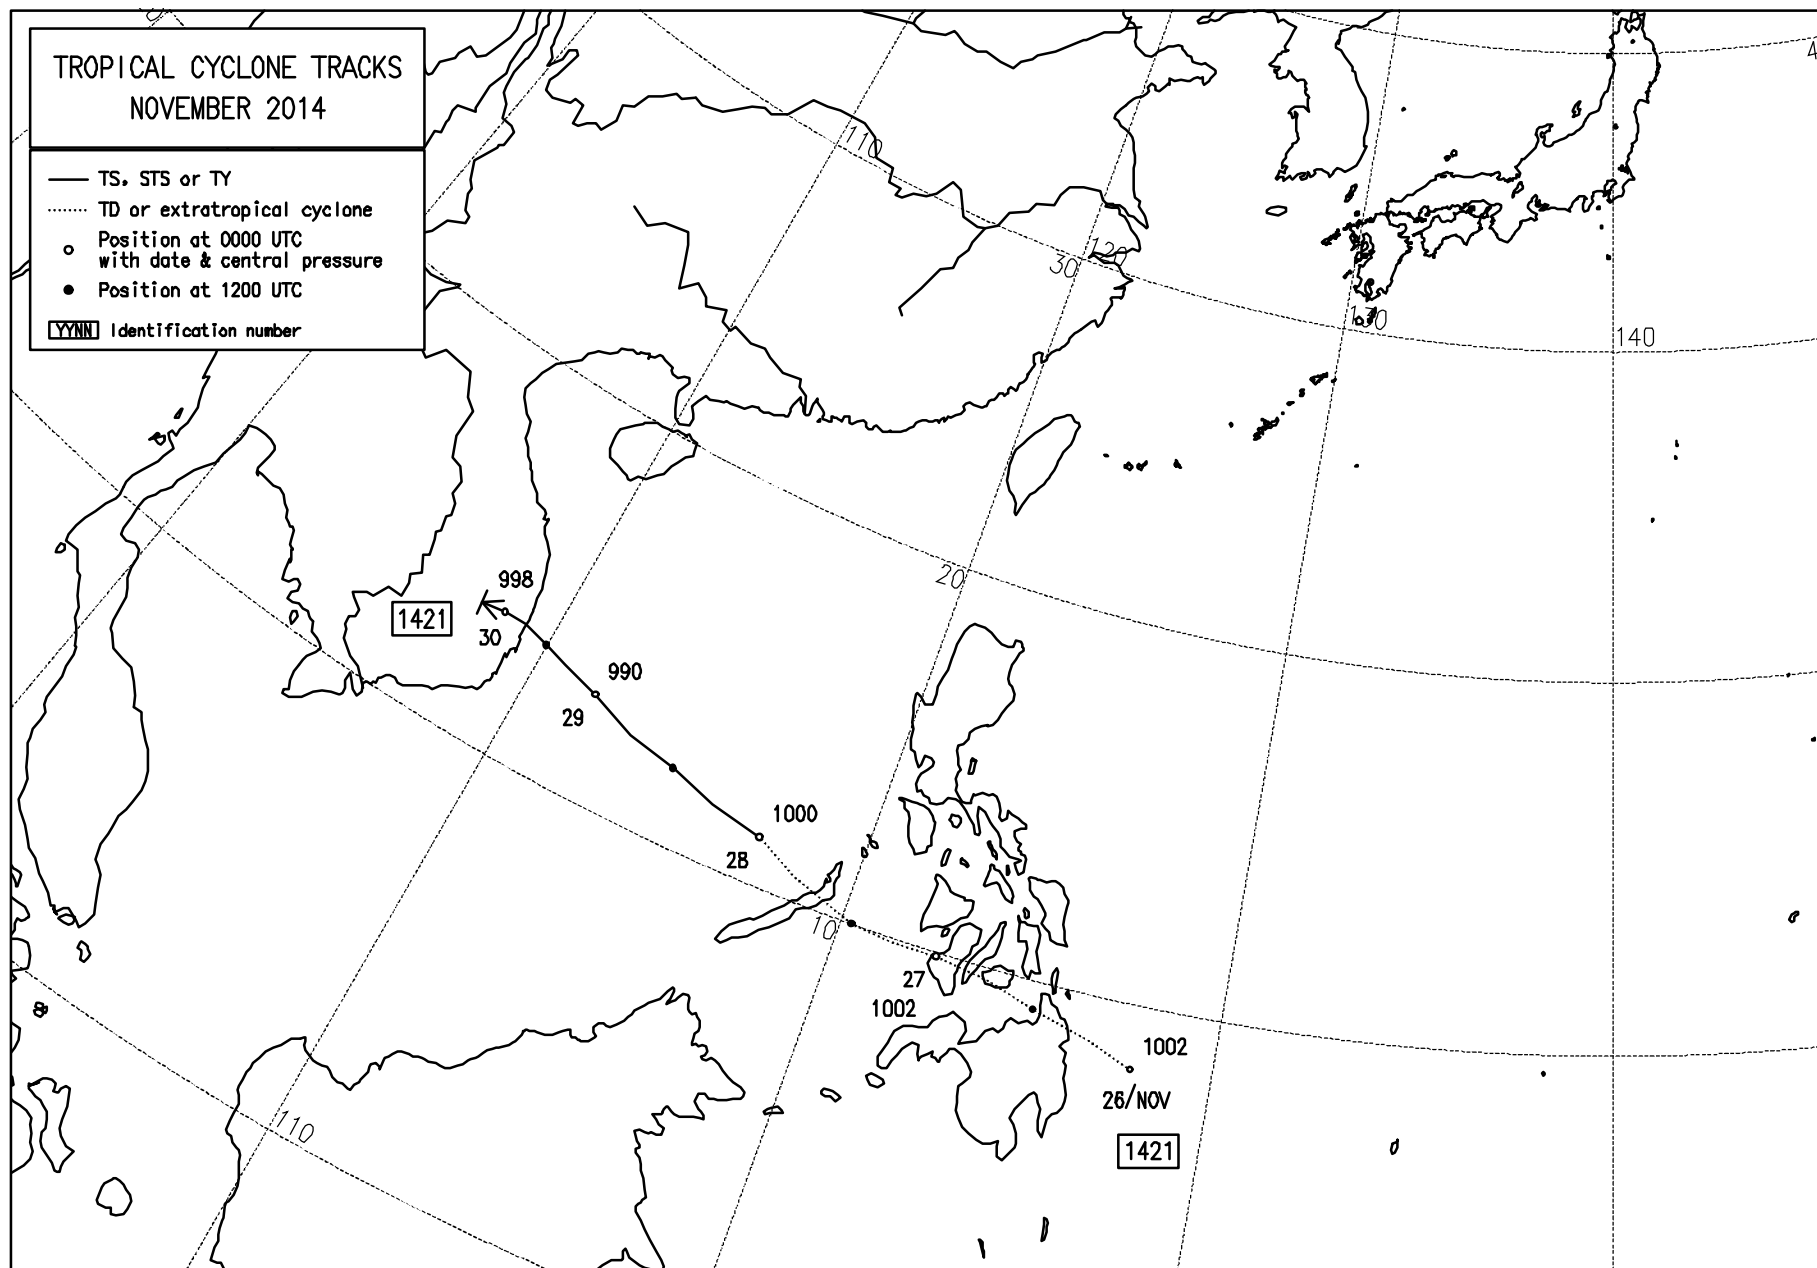 TROPICAL CYCLONE TRACKS
NOVEMBER 2014
TS, STS or TY
TD or extratropical cyclone
Position at 0000 UTC
with date & central pressure
Position at 1200 UTC
YYNN Identification number
4
110
120
30
130
140
20
998
1421
30
990
29
1000
28
10
27
1002
1002
26/NOV
110
1421